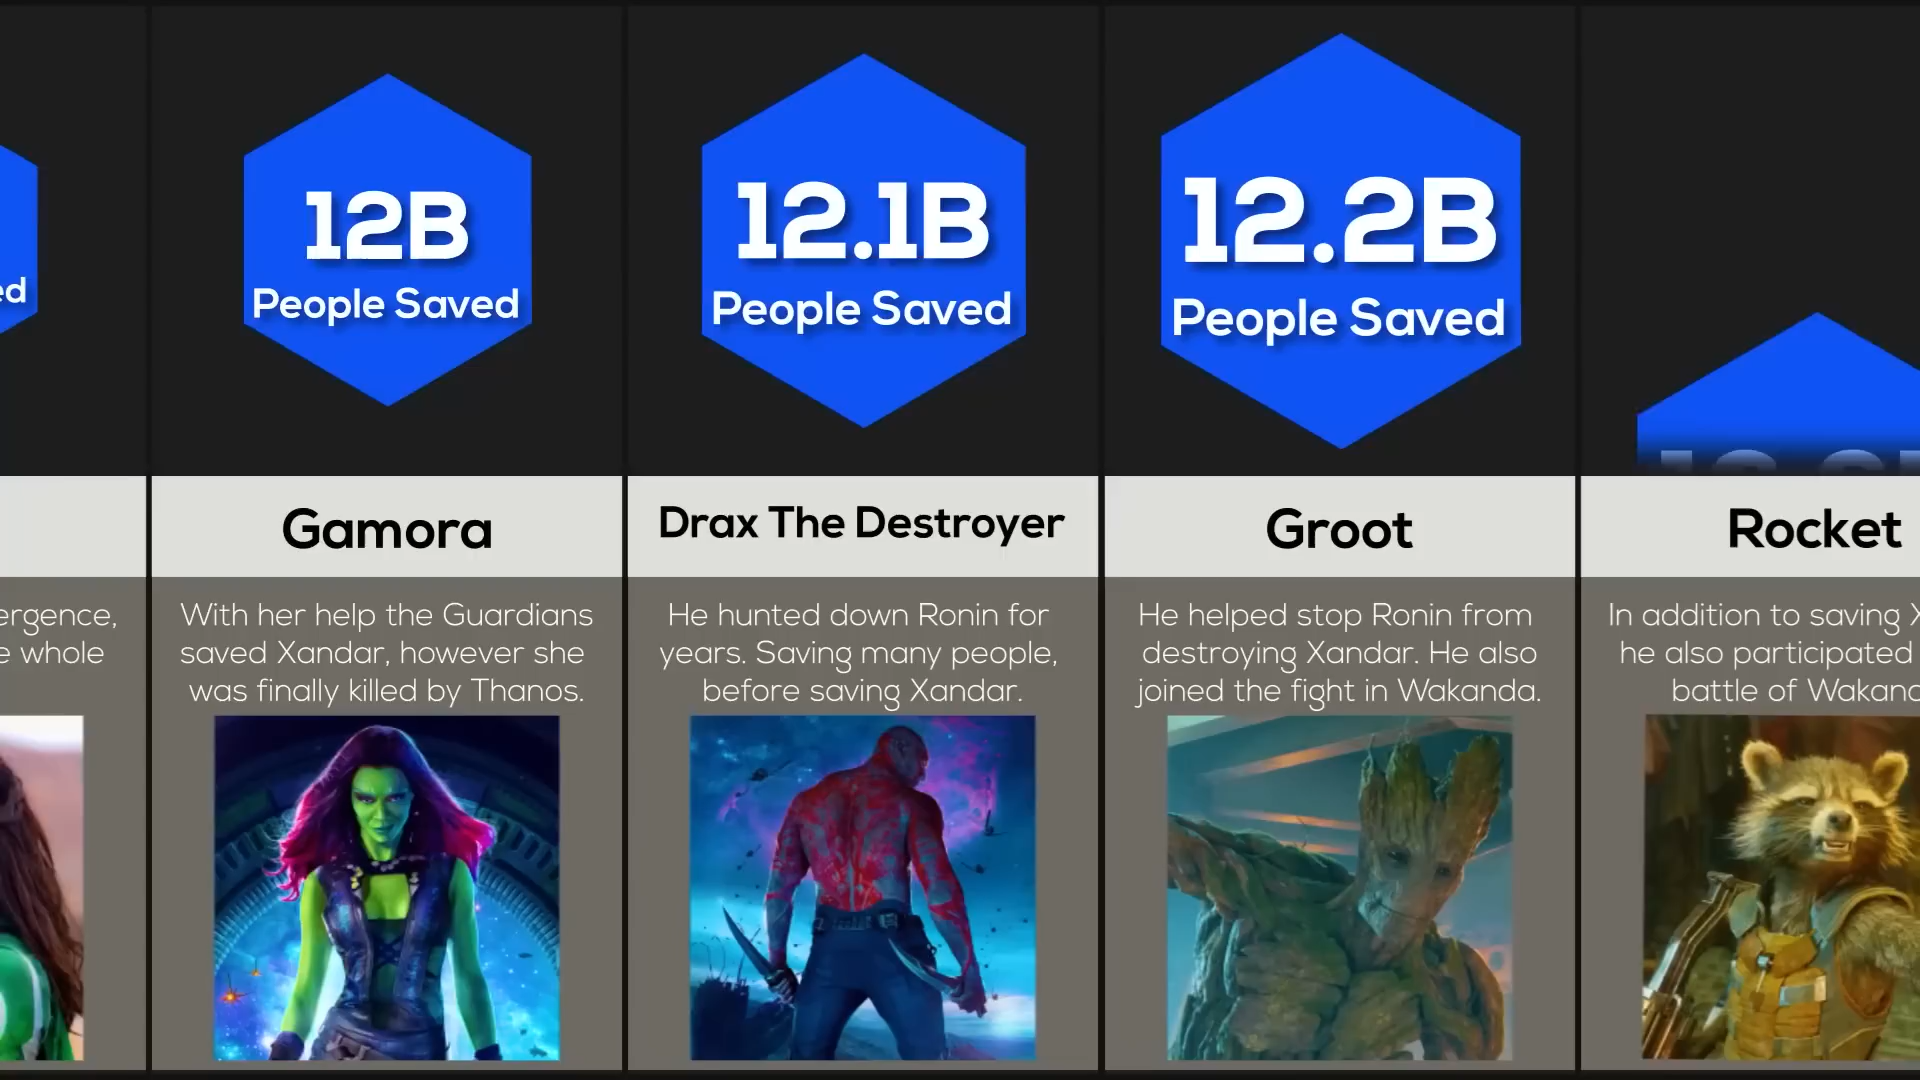 12B
People Saved
12.1B
People Saved
12.2B
People Saved
Gamora
Drax The Destroyer
Groot
Rocket
whole
With her help the Guardians
saved Xandar, however she
was finally killed by Thanos.
He hunted down Ronin for
years. Saving many people,
before saving Xandar.
He helped stop Ronin from
destroying Xandar. He also
joined the fight in Wakanda.
In addition to saving
he also participated
battle of